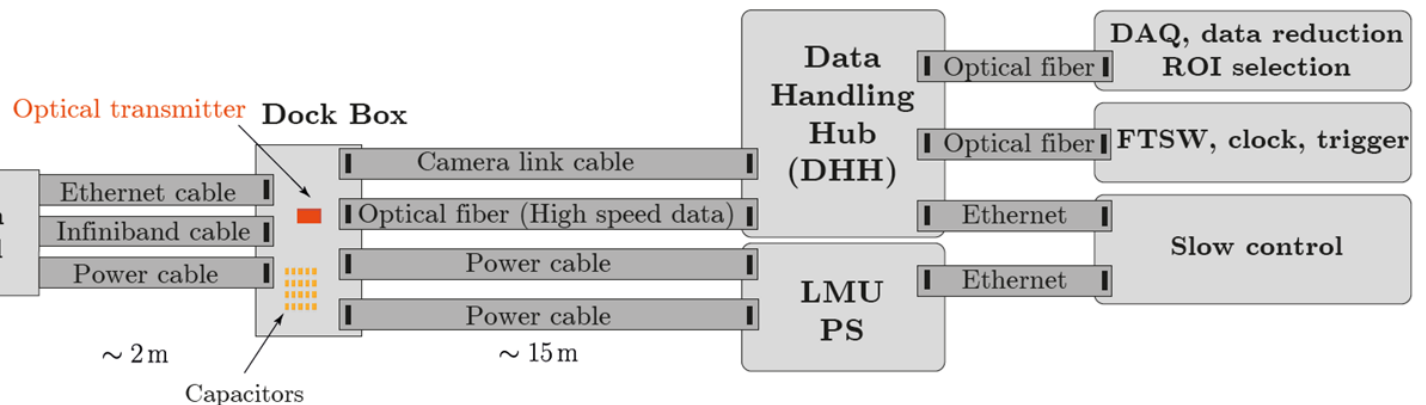 Optical transmitter
Dock Box
Ethernet cable
Infiniband cable
Power cable
~ 2 m
Capacitors
Camera link cable
Optical fiber (High speed data)
Power cable
Power cable
~ 15 m
Data
Handling
Hub
(DHH)
LMU
PS
Optical fiber
Optical fiber
Ethernet
Ethernet
DAQ, data reduction
ROI selection
FTSW, clock, trigger
Slow control